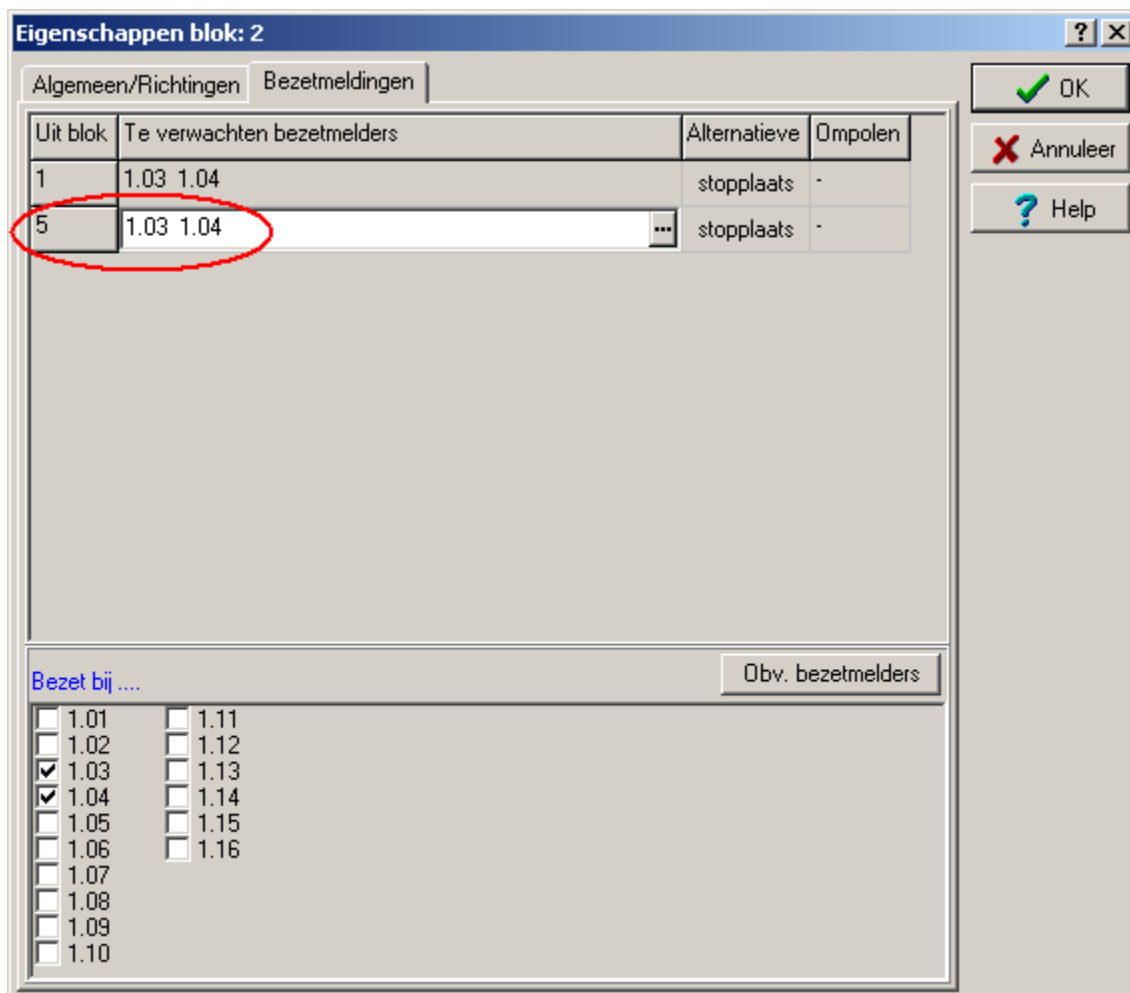 Eigenschappen blok: 2
Algemeen/Richtingen Bezetmeldingen
OK
Annuleer
Help
Uit blok Te verwachten bezetmelders Alternatieve Ompolen
1 1.03 1.04 stopplaats -
5 1.03 1.04 ... stopplaats -
Bezet bij .... Obv. bezetmelders
1.01 1.11
1.02 1.12
1.03 1.13
1.04 1.14
1.05 1.15
1.06 1.16
1.07
1.08
1.09
1.10